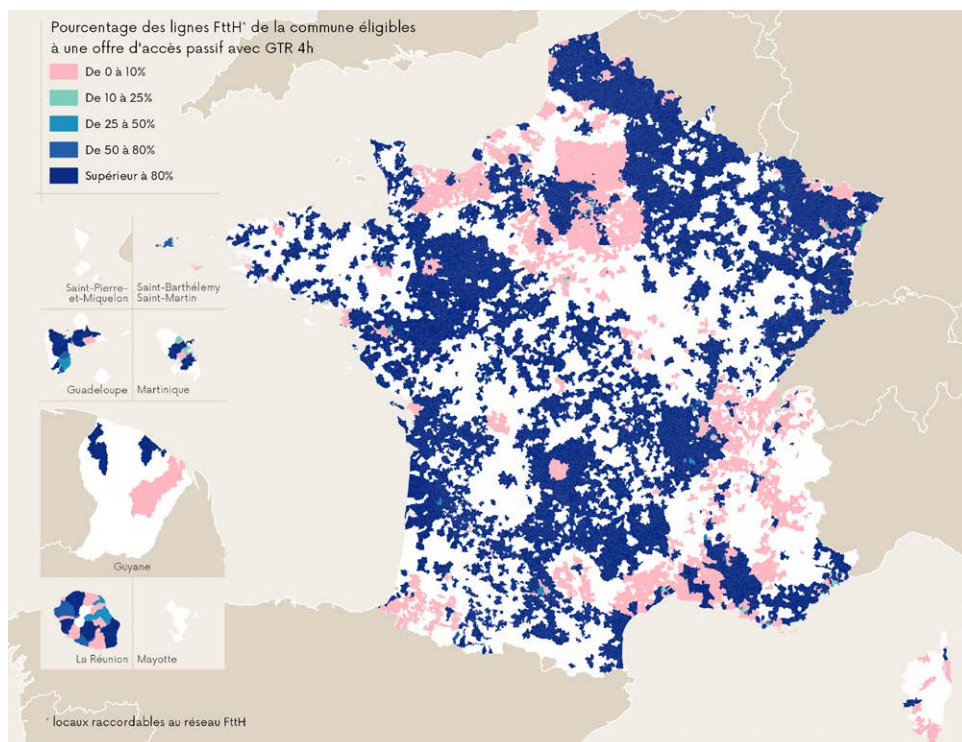 Pourcentage des lignes FttH* de la commune éligibles
à une offre d'accès passif avec GTR 4h
De 0 à 10%
De 10 à 25%
De 25 à 50%
De 50 à 80%
Supérieur à 80%
Saint-Pierre-
et-Miquelon
Saint-Barthélemy
Saint-Martin
Guadeloupe
Martinique
Guyane
La Réunion
Mayotte
* locaux raccordables au réseau FttH